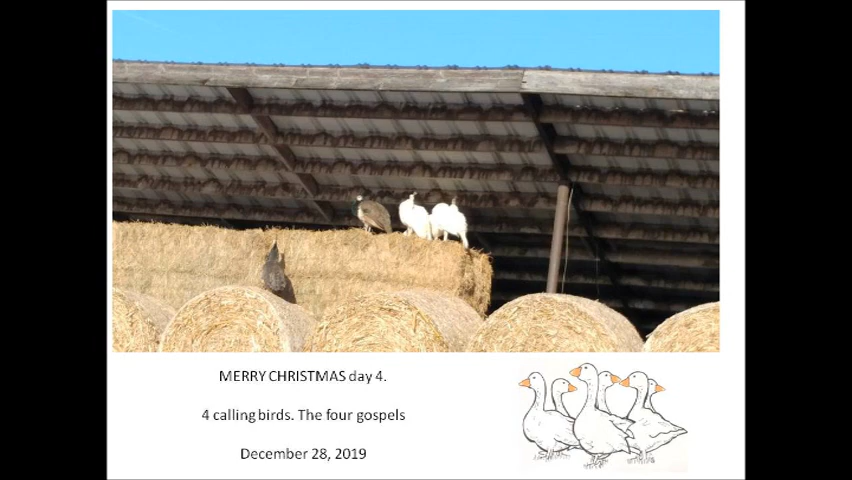 MERRY CHRISTMAS day 4.
4 calling birds. The four gospels
December 28, 2019